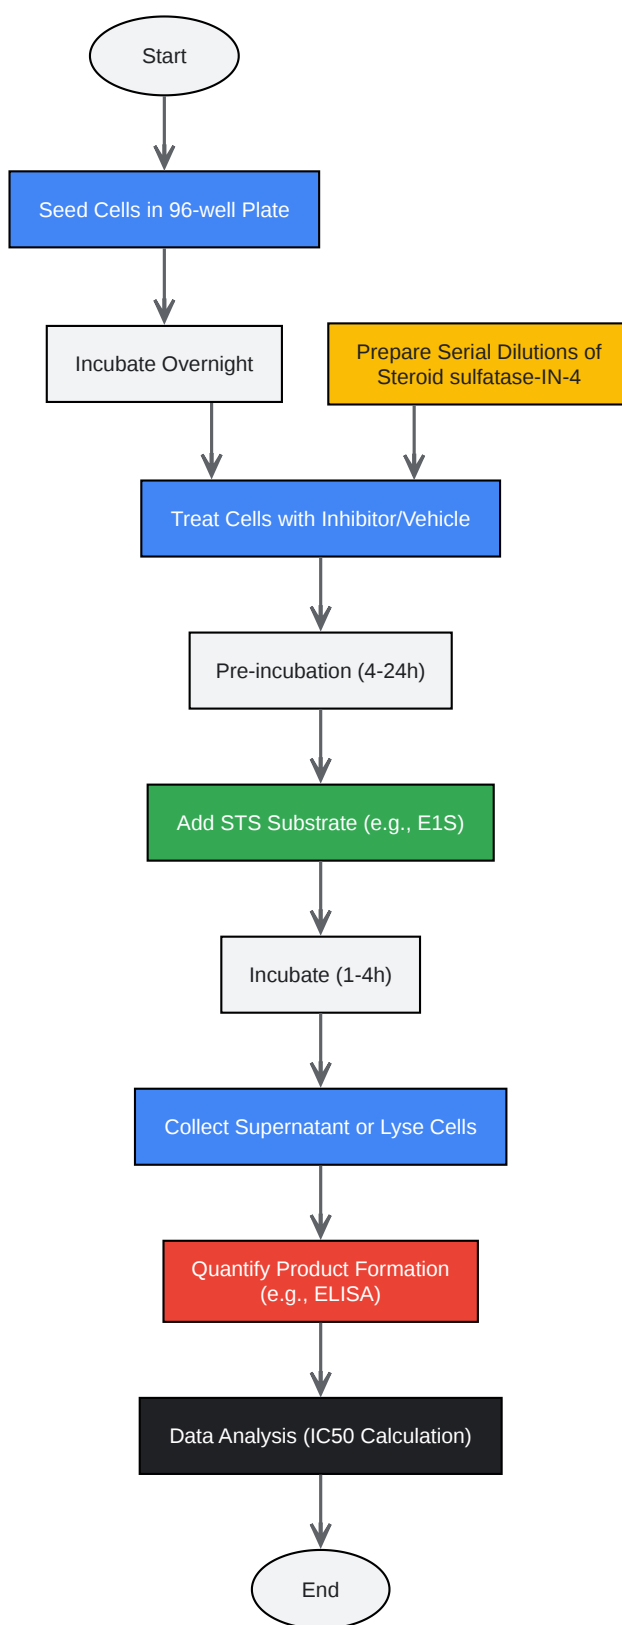 Start
Seed Cells in 96-well Plate
Incubate Overnight
Prepare Serial Dilutions of
Steroid sulfatase-IN-4
Treat Cells with Inhibitor/Vehicle
Pre-incubation (4-24h)
Add STS Substrate (e.g., E1S)
Incubate (1-4h)
Collect Supernatant or Lyse Cells
Quantify Product Formation
(e.g., ELISA)
Data Analysis (IC50 Calculation)
End